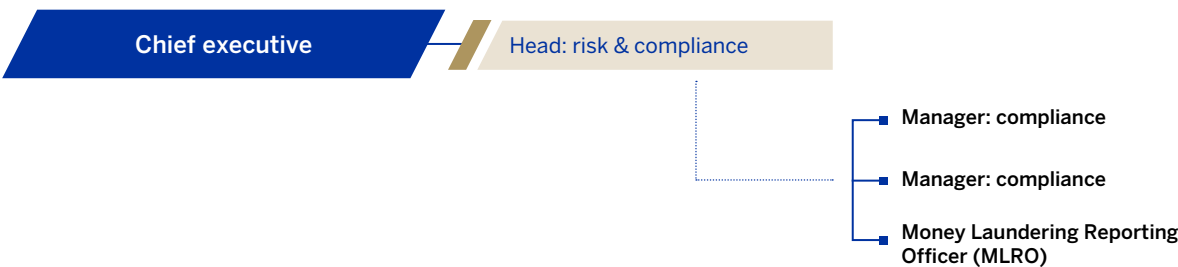 Chief executive
Head: risk & compliance
Manager: compliance
Manager: compliance
Money Laundering Reporting
Officer (MLRO)